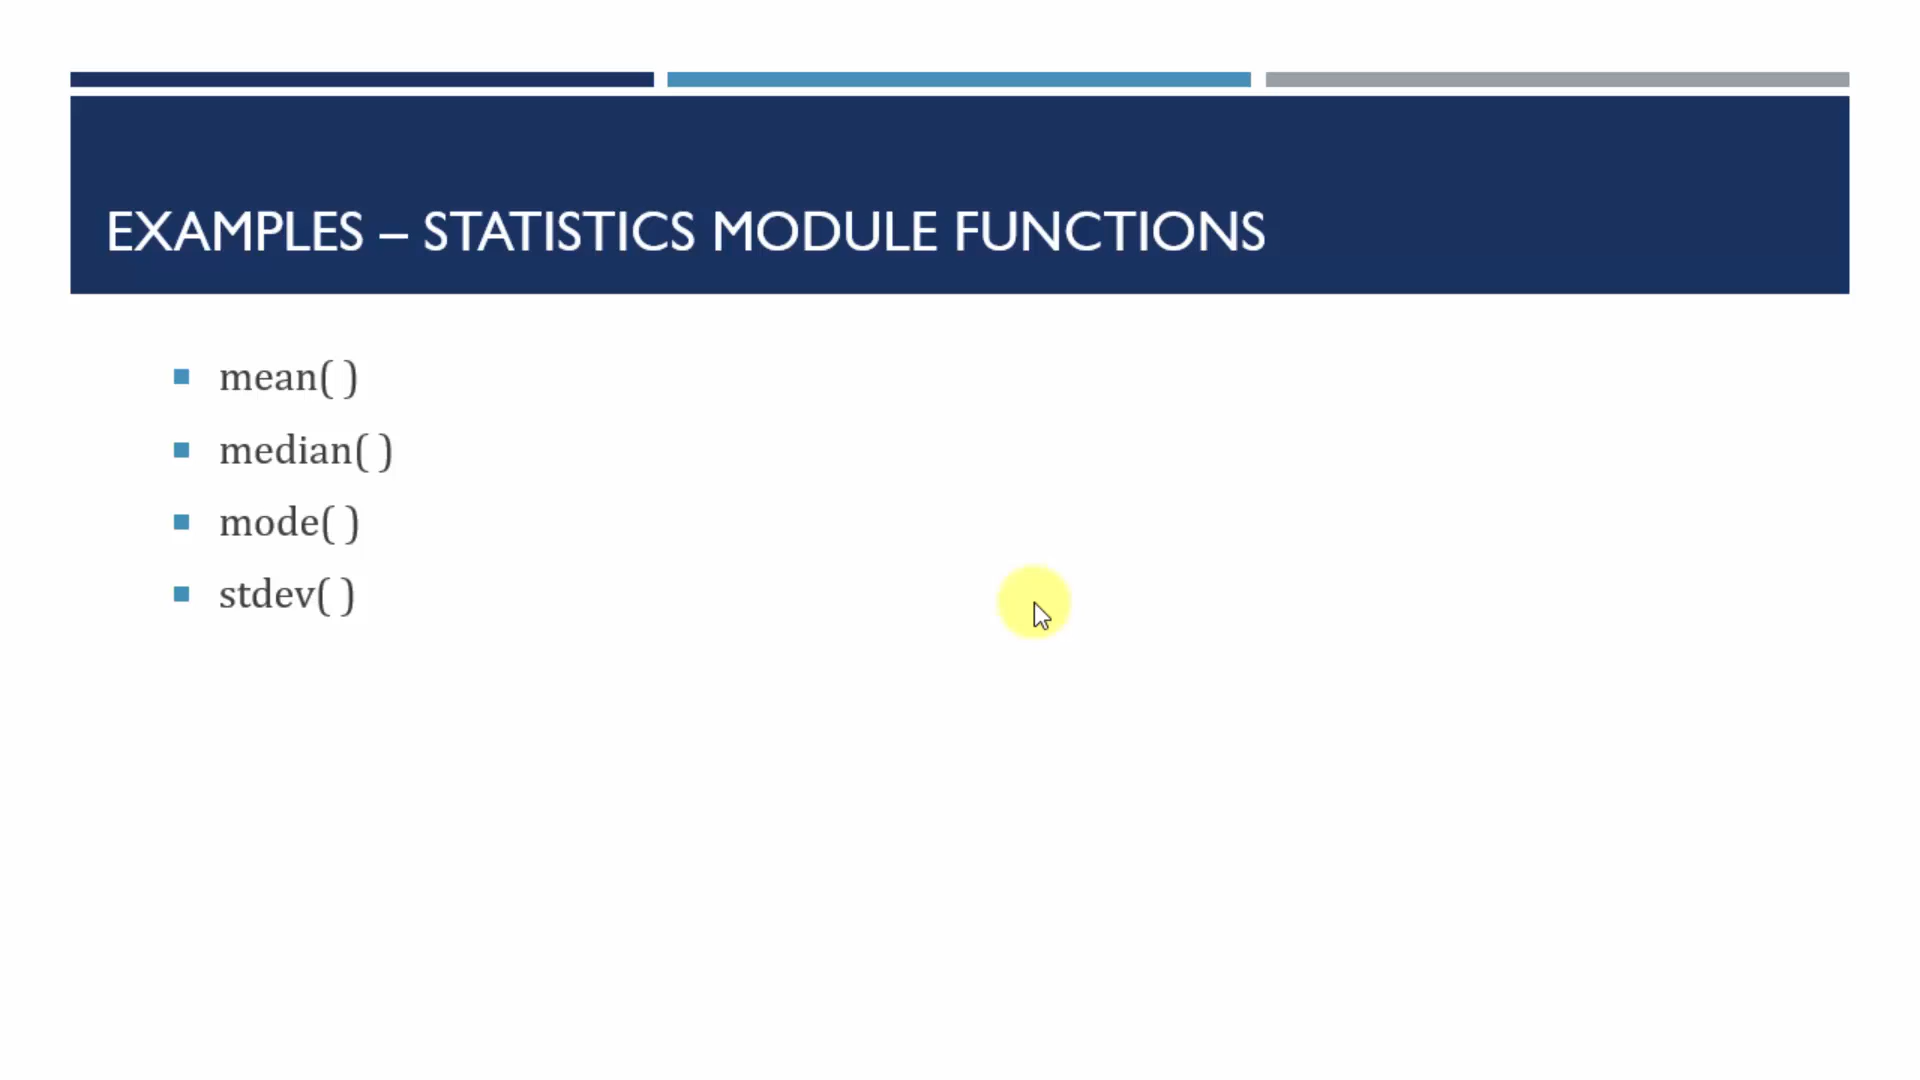 EXAMPLES – STATISTICS MODULE FUNCTIONS
mean( )
median( )
mode( )
stdev( )